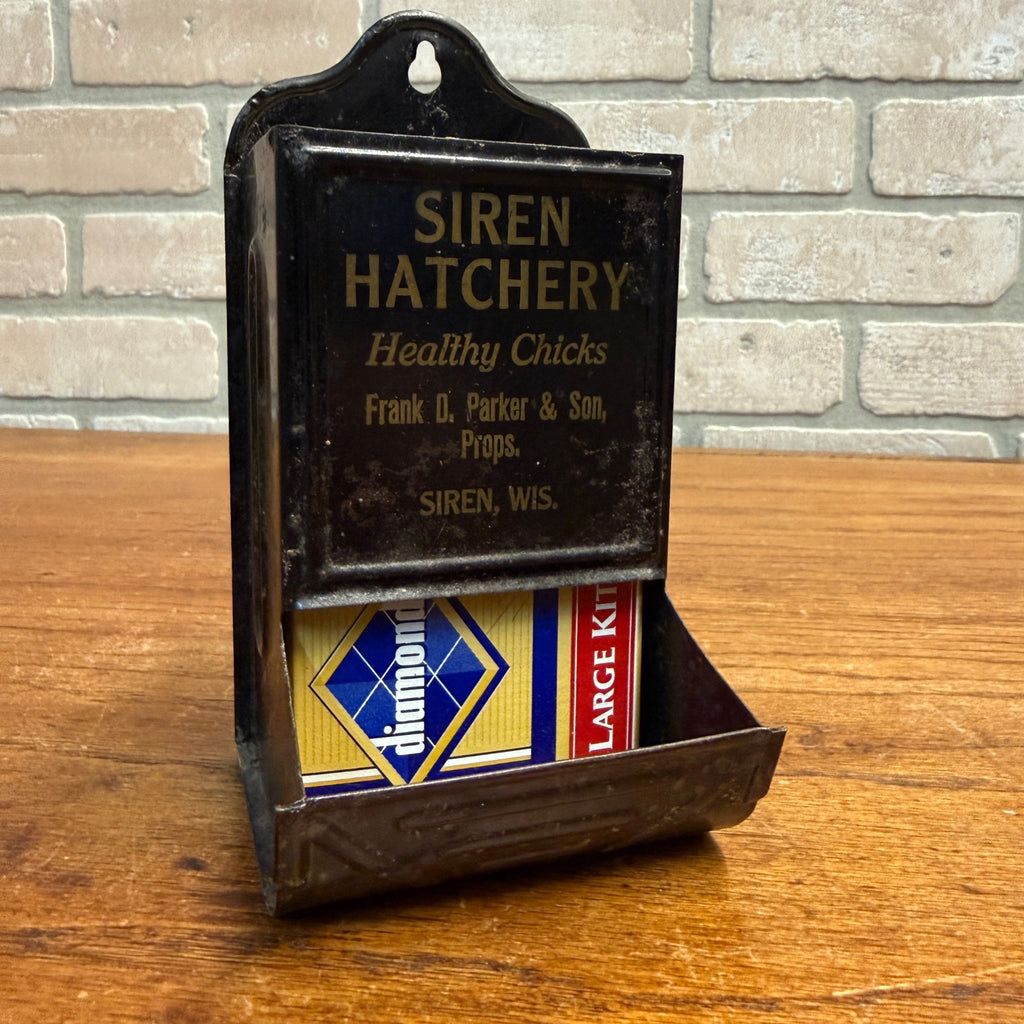 SIREN
HATCHERY
Healthy Chicks
Frank D. Parker & Son,
Props.
SIREN, WIS.
diamond
LARGE KIT